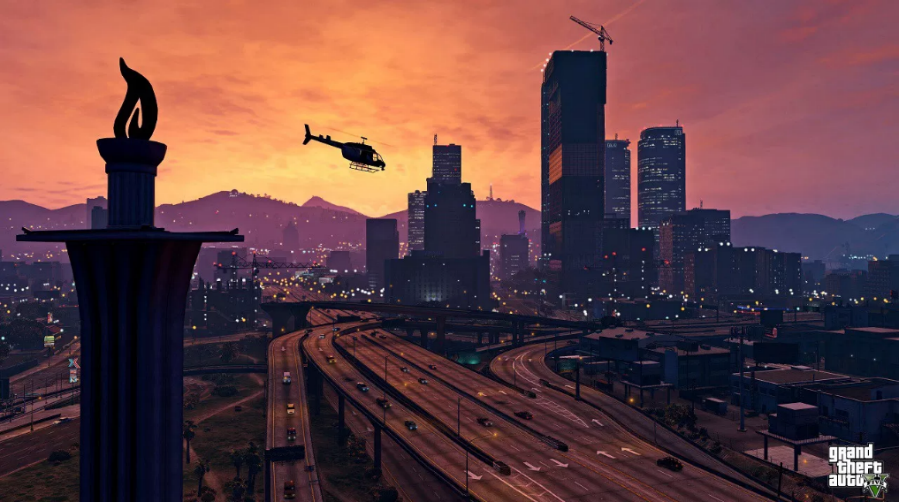 grand
theft
auto
V